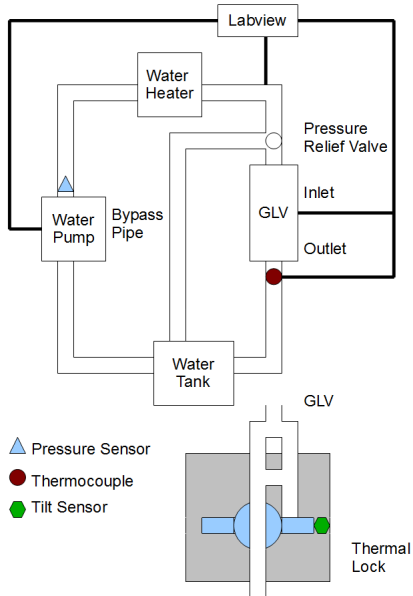 Labview
Water
Heater
Pressure
Relief Valve
Inlet
GLV
Water
Pump
Bypass
Pipe
Outlet
Water
Tank
GLV
Pressure Sensor
Thermocouple
Tilt Sensor
Thermal
Lock